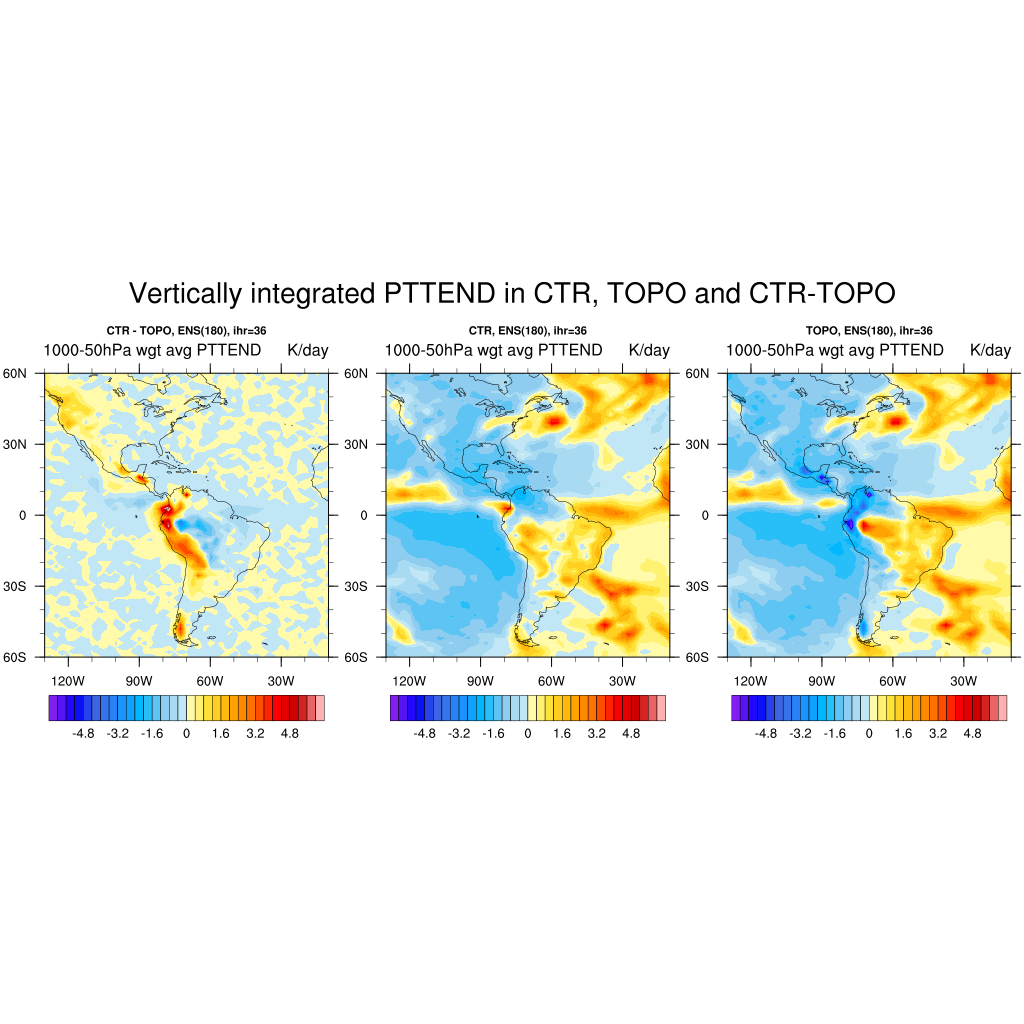 Vertically integrated PTTEND in CTR, TOPO and CTR-TOPO
CTR - TOPO, ENS(180), ihr=36
1000-50hPa wgt avg PTTEND K/day
60N
30N
0
30S
60S
120W 90W 60W 30W
-4.8 -3.2 -1.6 0 1.6 3.2 4.8
CTR, ENS(180), ihr=36
1000-50hPa wgt avg PTTEND K/day
60N
30N
0
30S
60S
120W 90W 60W 30W
-4.8 -3.2 -1.6 0 1.6 3.2 4.8
TOPO, ENS(180), ihr=36
1000-50hPa wgt avg PTTEND K/day
60N
30N
0
30S
60S
120W 90W 60W 30W
-4.8 -3.2 -1.6 0 1.6 3.2 4.8